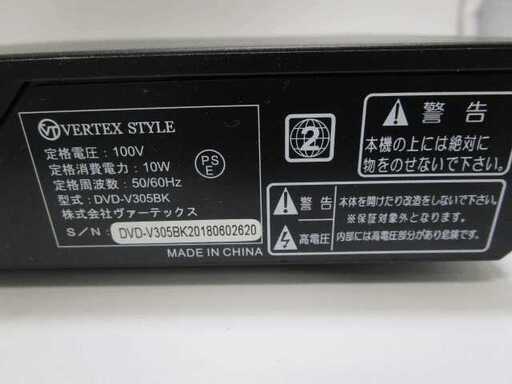 VERTEX STYLE
定格電圧：100V
定格消費電力：10W
定格周波数：50/60Hz
型式：DVD-V305BK
株式会社ヴァーテックス
S／N：DVD-V305BK20180602620
MADE IN CHINA
PS
E
2
警告
本機の上には絶対に
物をのせないで下さい。
警告
本体を開けたり改造をしないで下さい。
※保証対象外となります。
高電圧
内部には高電圧部分があり危険です。